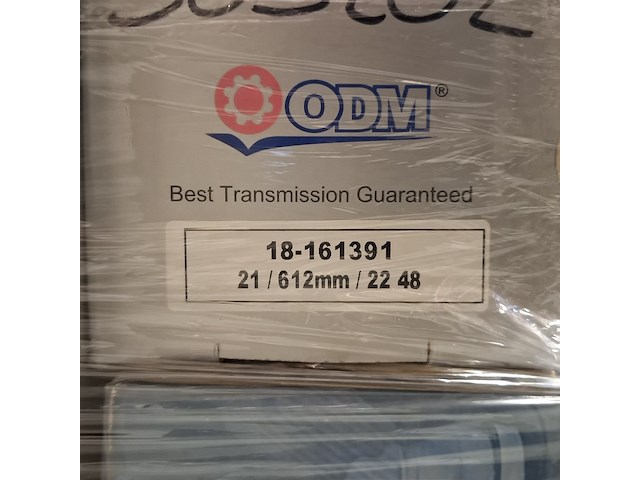 ODM®
Best Transmission Guaranteed
18-161391
21 / 612mm / 22 48